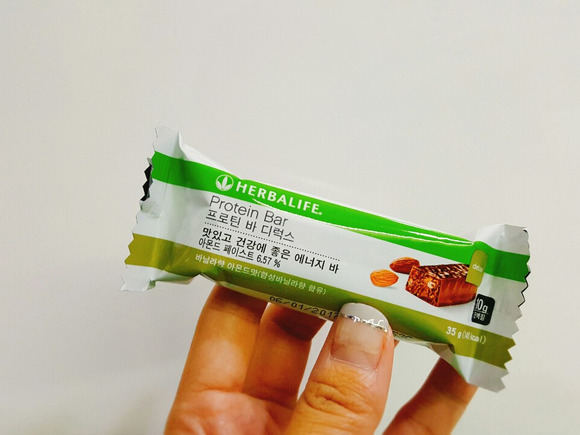 HERBALIFE
Protein Bar
프로틴 바 디럭스
맛있고 건강에 좋은 에너지 바
아몬드 페이스트 6.57 %
바닐라향 아몬드맛(합성바닐라향 함유)
10g
35 g